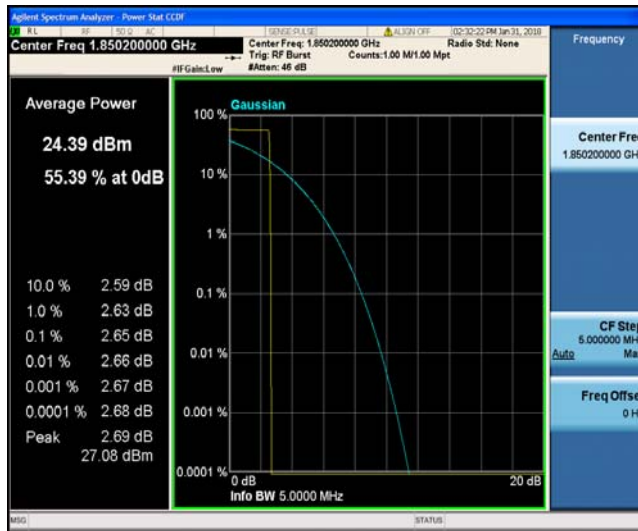 Agilent Spectrum Analyzer - Power Stat CCDF
RL RF 50 Ω AC SENSE:PULSE ALIGN OFF 02:32:22 PM Jan 31, 2018
Center Freq 1.850200000 GHz
Center Freq: 1.850200000 GHz Radio Std: None
Trig: RF Burst Counts:1.00 M/1.00 Mpt
#IFGain:Low #Atten: 46 dB
Frequency
Average Power
24.39 dBm
55.39 % at 0dB
10.0 % 2.59 dB
1.0 % 2.63 dB
0.1 % 2.65 dB
0.01 % 2.66 dB
0.001 % 2.67 dB
0.0001 % 2.68 dB
Peak 2.69 dB
27.08 dBm
Gaussian
100 %
10 %
1 %
0.1 %
0.01 %
0.001 %
0.0001 %
0 dB 20 dB
Info BW 5.0000 MHz
Center Fre
1.850200000 GH
CF Ste
5.000000 MH
Auto Ma
Freq Offse
0 H
MSG STATUS